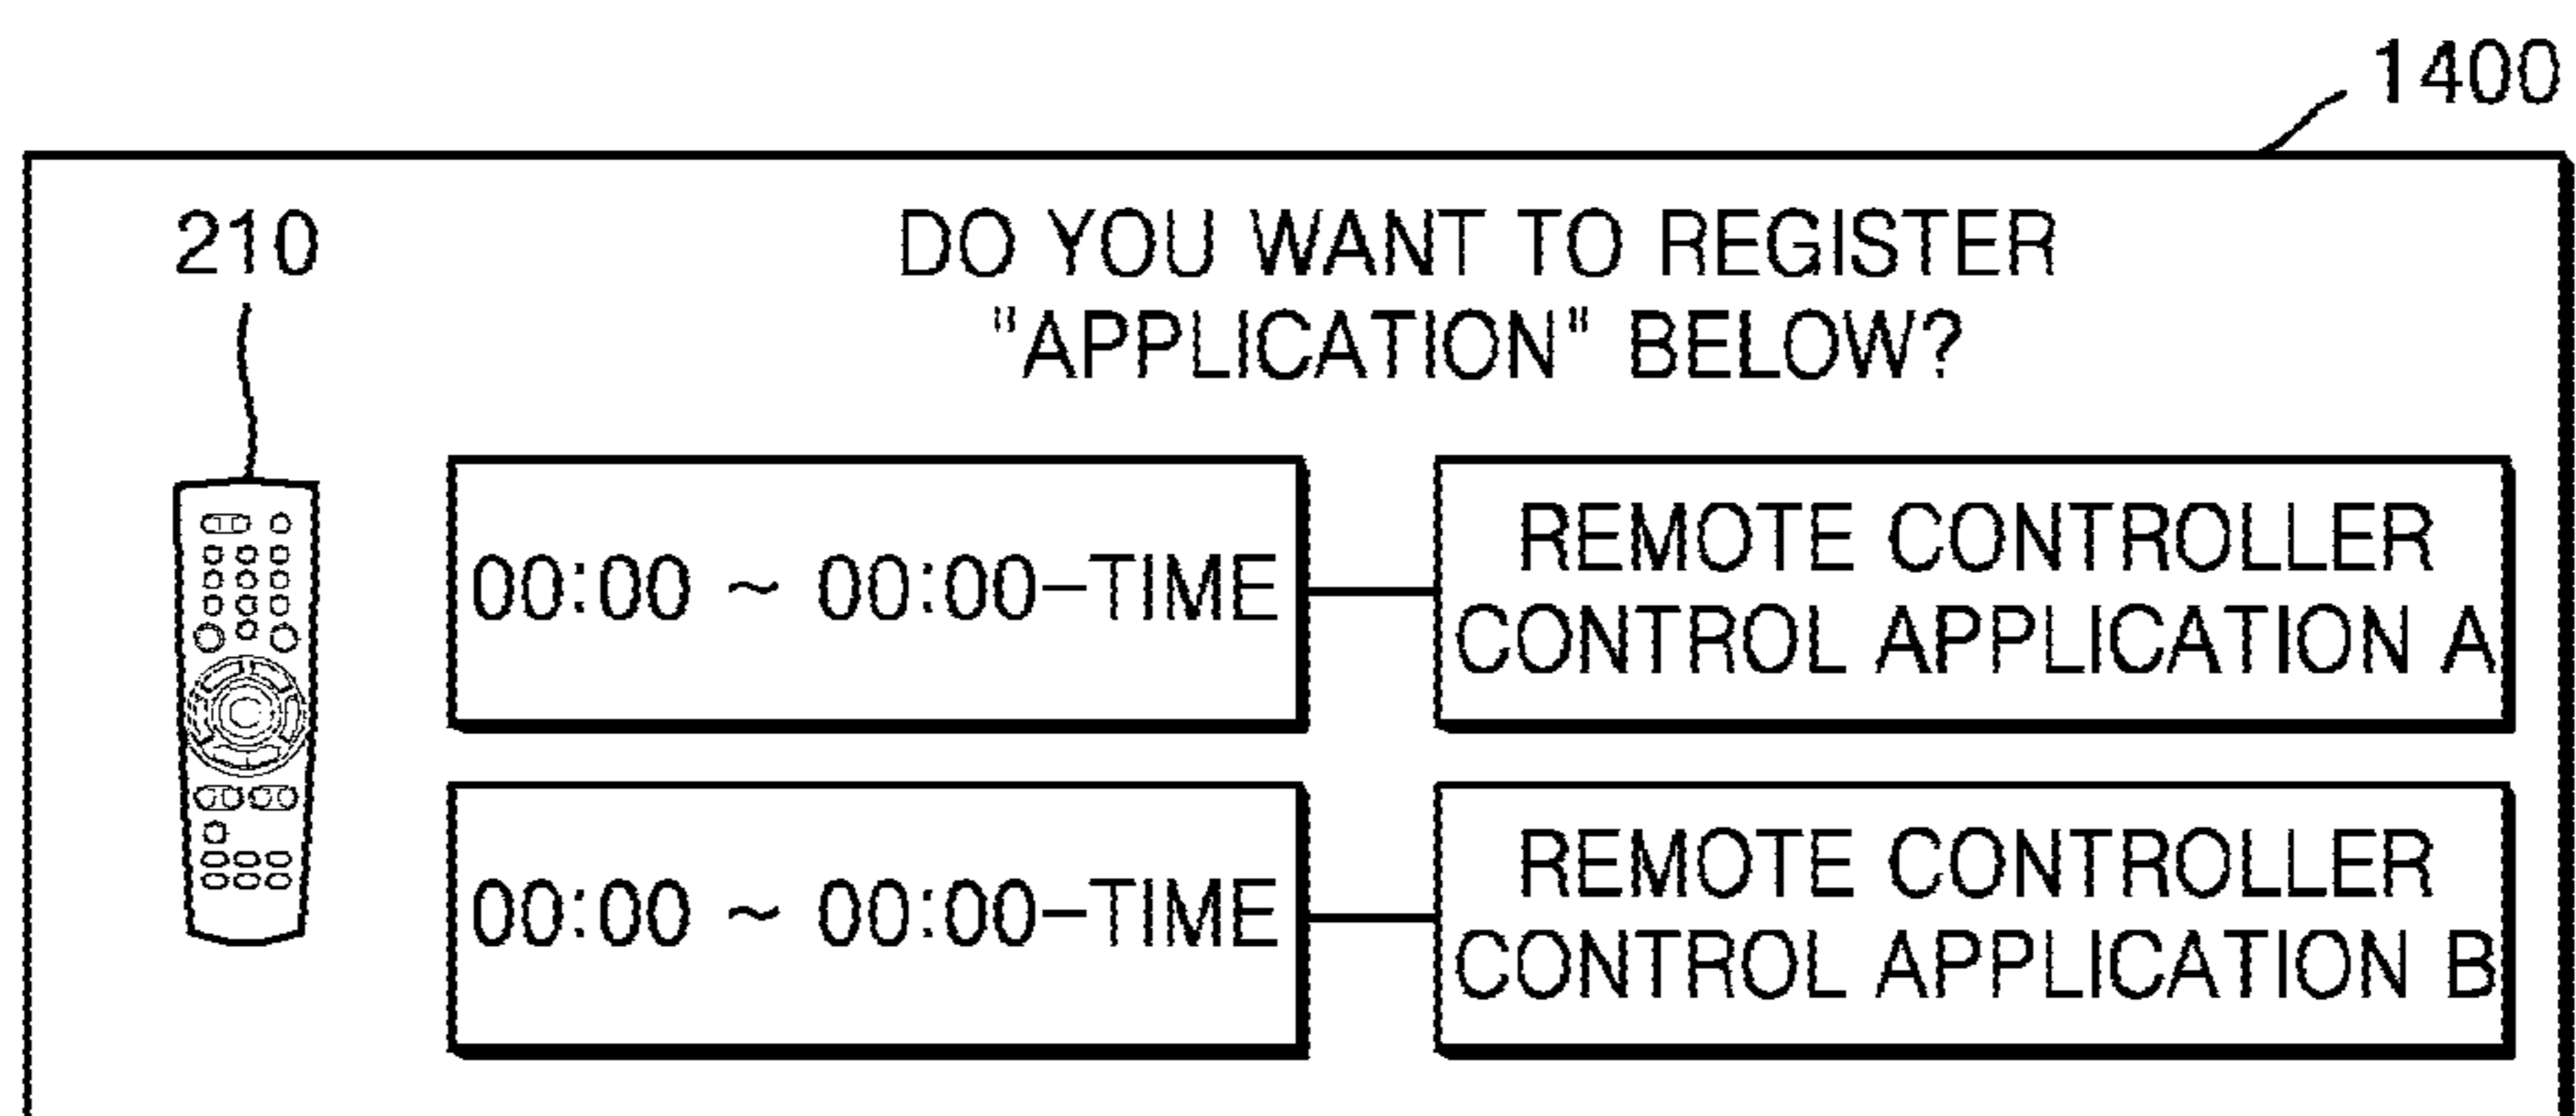 1400
210
DO YOU WANT TO REGISTER
"APPLICATION" BELOW?
00:00 ~ 00:00-TIME
REMOTE CONTROLLER
CONTROL APPLICATION A
00:00 ~ 00:00-TIME
REMOTE CONTROLLER
CONTROL APPLICATION B